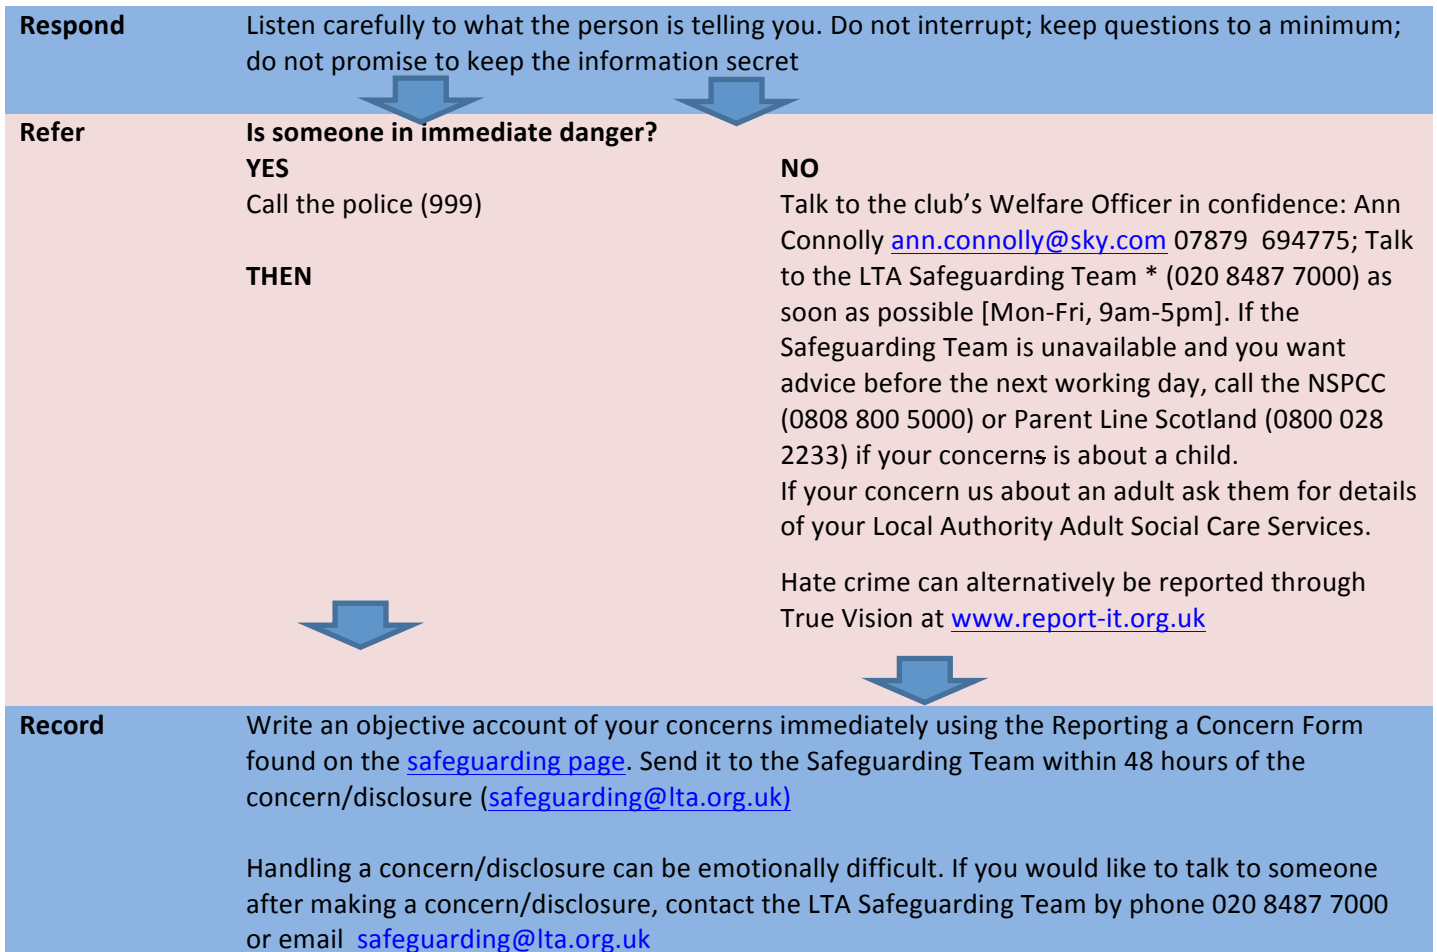 Respond
Listen carefully to what the person is telling you. Do not interrupt; keep questions to a minimum;
do not promise to keep the information secret
Refer
Is someone in immediate danger?
YES
Call the police (999)
THEN
NO
Talk to the club’s Welfare Officer in confidence: Ann
Connolly ann.connolly@sky.com 07879 694775; Talk
to the LTA Safeguarding Team * (020 8487 7000) as
soon as possible [Mon-Fri, 9am-5pm]. If the
Safeguarding Team is unavailable and you want
advice before the next working day, call the NSPCC
(0808 800 5000) or Parent Line Scotland (0800 028
2233) if your concerns is about a child.
If your concern us about an adult ask them for details
of your Local Authority Adult Social Care Services.
Hate crime can alternatively be reported through
True Vision at www.report-it.org.uk
Record
Write an objective account of your concerns immediately using the Reporting a Concern Form
found on the safeguarding page. Send it to the Safeguarding Team within 48 hours of the
concern/disclosure (safeguarding@lta.org.uk)
Handling a concern/disclosure can be emotionally difficult. If you would like to talk to someone
after making a concern/disclosure, contact the LTA Safeguarding Team by phone 020 8487 7000
or email safeguarding@lta.org.uk